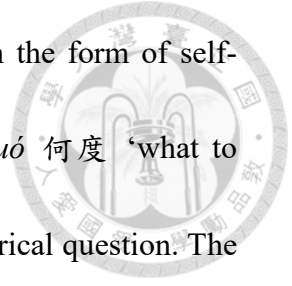 n the form of self-
uó 何度 ‘what to
rical question. The